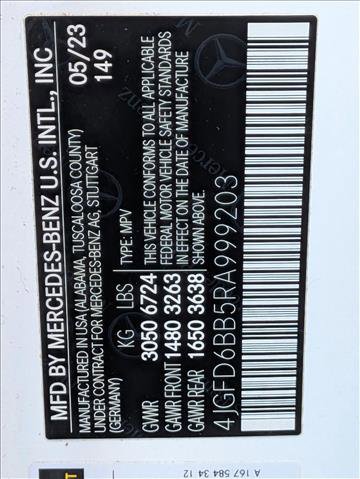 MFD BY MERCEDES-BENZ U.S. INTL., INC
05/23
149
MANUFACTURED IN USA (ALABAMA, TUSCALOOSA COUNTY)
UNDER CONTRACT FOR MERCEDES-BENZ AG, STUTTGART
(GERMANY)
KG LBS TYPE: MPV
GVWR 3050 6724
GAWR FRONT 1480 3263
GAWR REAR 1650 3638
THIS VEHICLE CONFORMS TO ALL APPLICABLE
FEDERAL MOTOR VEHICLE SAFETY STANDARDS
IN EFFECT ON THE DATE OF MANUFACTURE
SHOWN ABOVE.
4JGFD6BB5RA999203
A 167 584 34 12